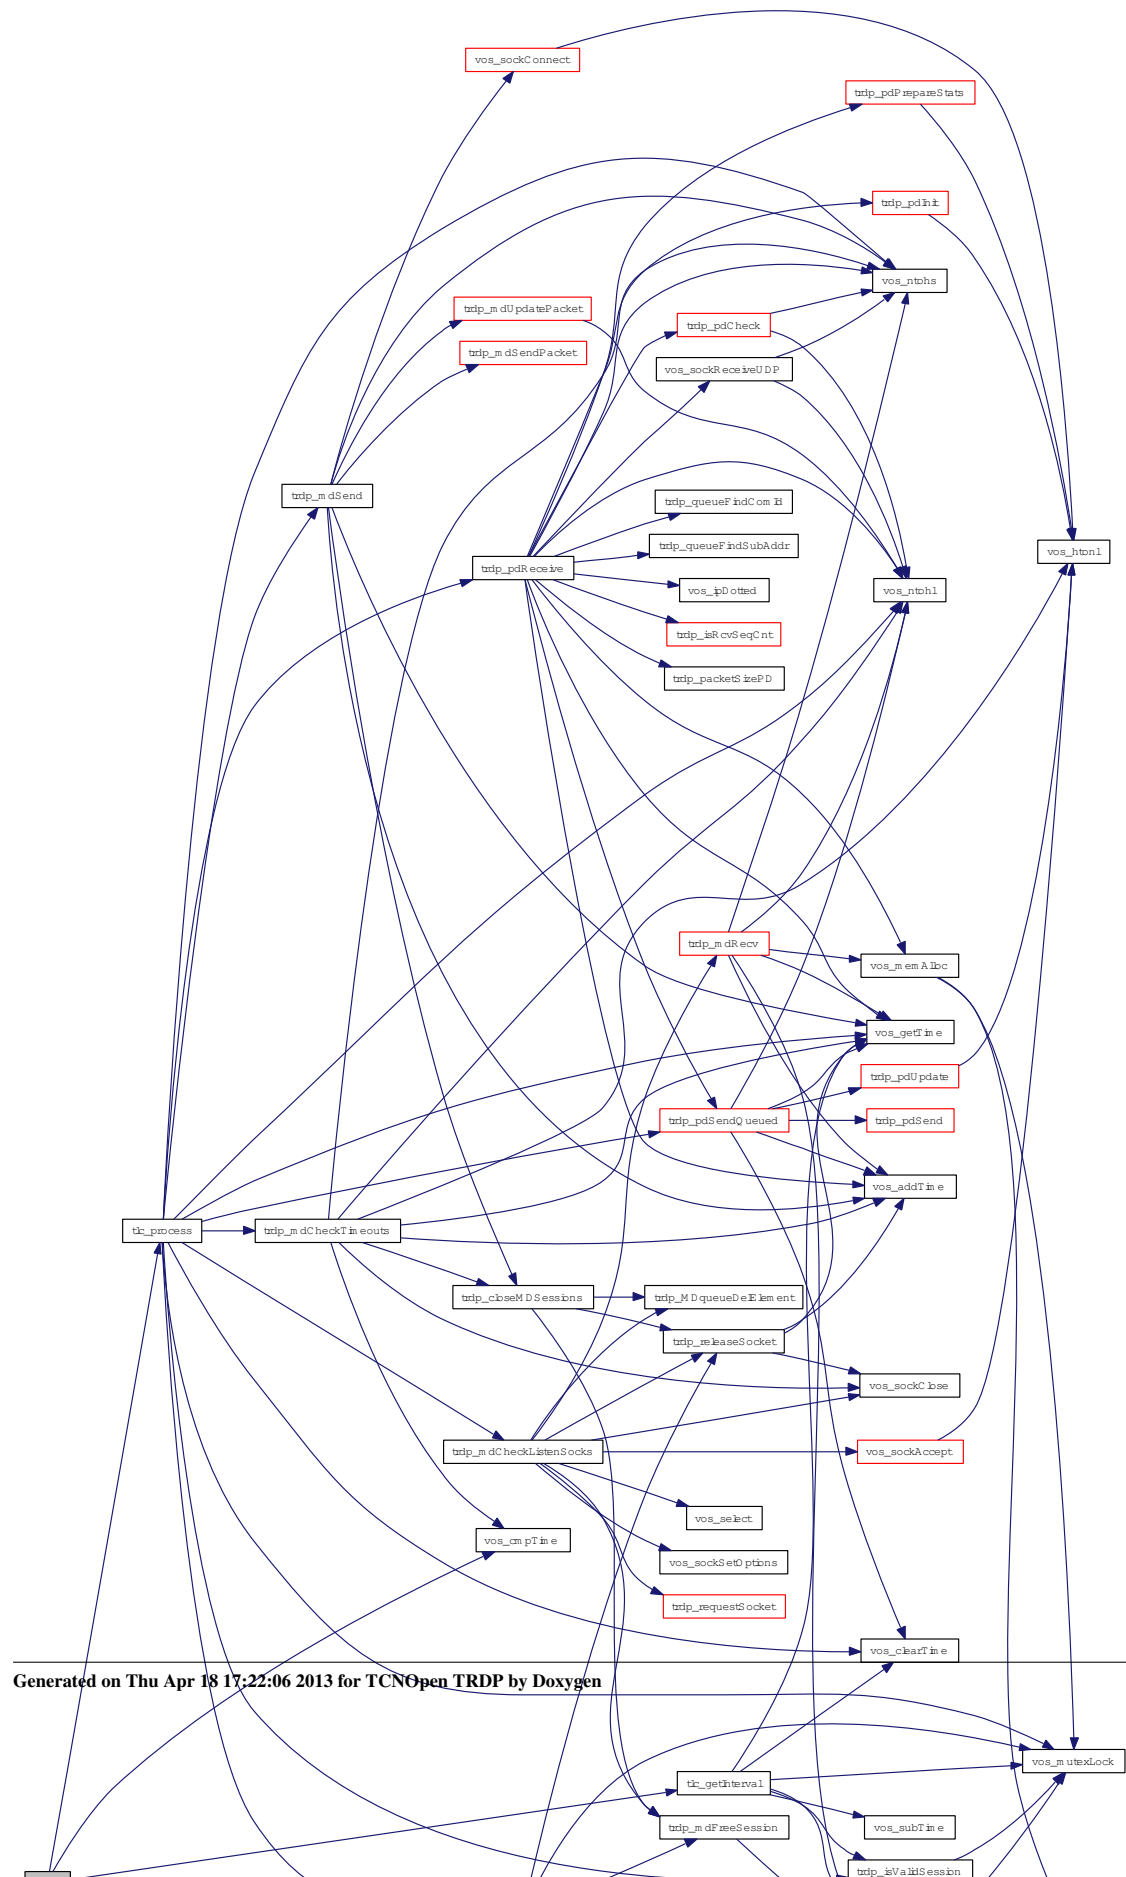 vos_sockConnect
trdp_pdPrepareStats
trdp_pdInit
vos_ntohs
trdp_mdUpdatePacket
trdp_pdCheck
trdp_mdSendPacket
vos_sockReceiveUDP
trdp_mdSend
trdp_queueFindComId
trdp_queueFindSubAddr
vos_htonl
trdp_pdReceive
vos_ipDotted
vos_ntohl
trdp_isRcvSeqCnt
trdp_packetSizePD
trdp_mdRecv
vos_memAlloc
vos_getTime
trdp_pdUpdate
trdp_pdSendQueued
trdp_pdSend
vos_addTime
tlc_process
trdp_mdCheckTimeouts
trdp_closeMDSessions
trdp_MDqueueDelElement
trdp_releaseSocket
vos_sockClose
trdp_mdCheckListenSocks
vos_sockAccept
vos_select
vos_cmpTime
vos_sockSetOptions
trdp_requestSocket
vos_clearTime
Generated on Thu Apr 18 17:22:06 2013 for TCNOpen TRDP by Doxygen
vos_mutexLock
tlc_getInterval
trdp_mdFreeSession
vos_subTime
trdp_isValidSession